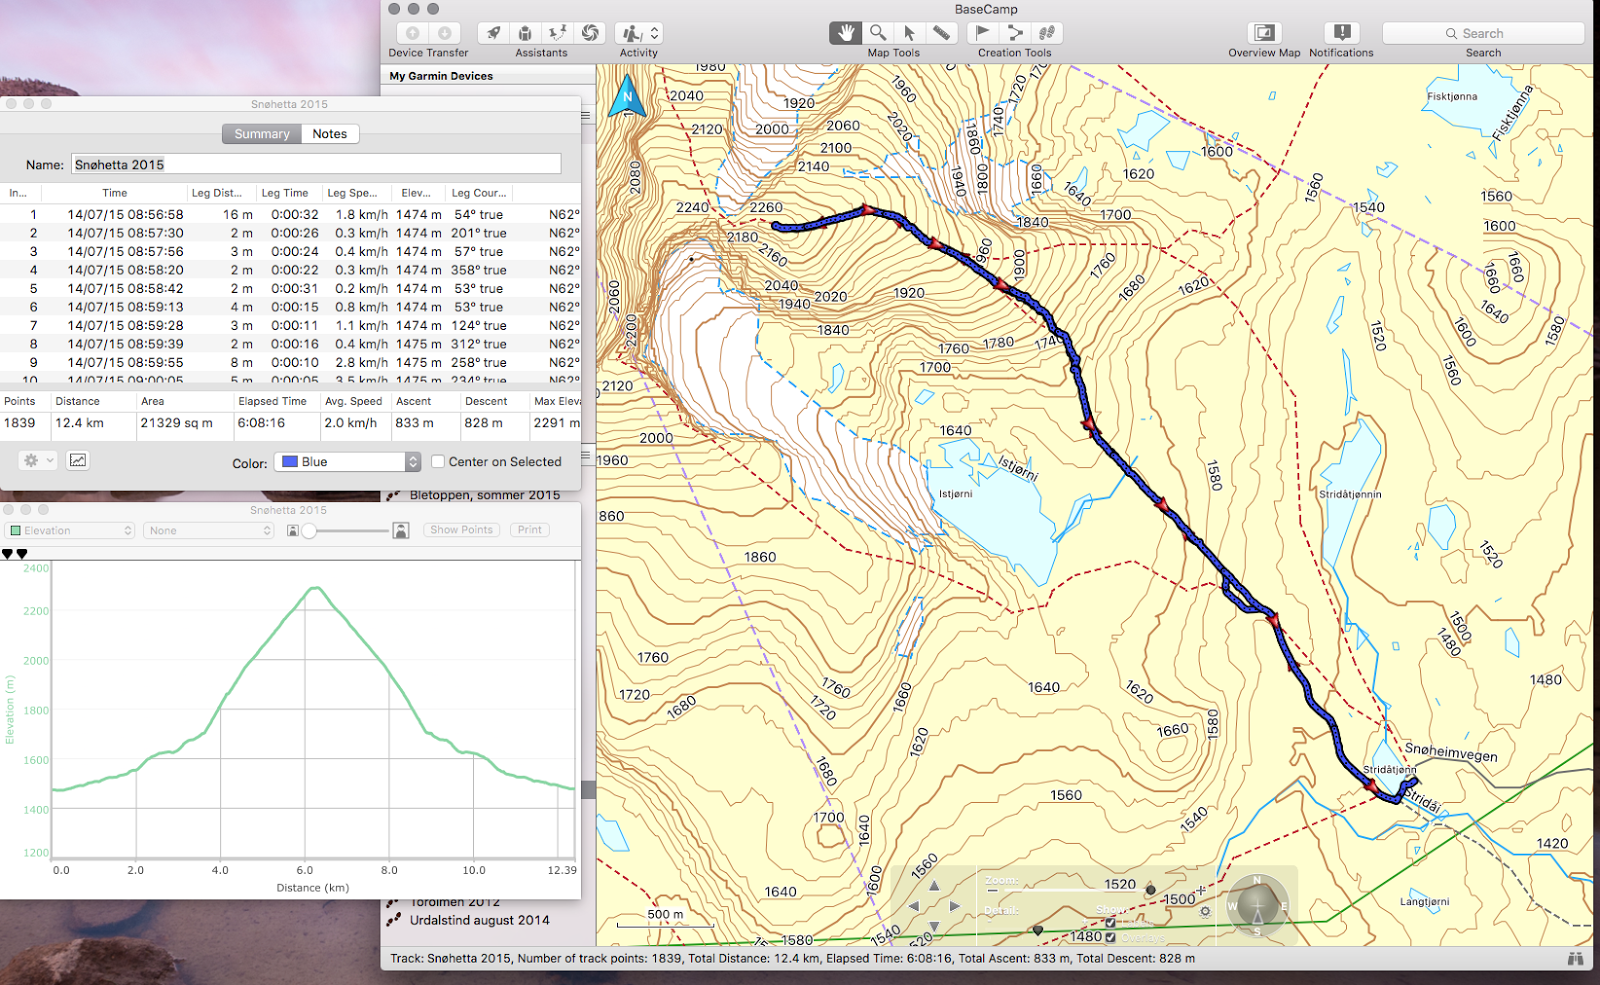 BaseCamp
Device Transfer
Assistants
Activity
Map Tools
Creation Tools
Overview Map
Notifications
Search
Search
My Garmin Devices
Snøhetta 2015
Summary
Notes
Name: Snøhetta 2015
In... Time Leg Dist... Leg Time Leg Spe... Elev... Leg Cour...
1 14/07/15 08:56:58 16 m 0:00:32 1.8 km/h 1474 m 54° true N62°
2 14/07/15 08:57:30 2 m 0:00:26 0.3 km/h 1474 m 201° true N62°
3 14/07/15 08:57:56 3 m 0:00:24 0.4 km/h 1474 m 57° true N62°
4 14/07/15 08:58:20 2 m 0:00:22 0.3 km/h 1474 m 358° true N62°
5 14/07/15 08:58:42 2 m 0:00:31 0.2 km/h 1474 m 53° true N62°
6 14/07/15 08:59:13 4 m 0:00:15 0.8 km/h 1474 m 53° true N62°
7 14/07/15 08:59:28 3 m 0:00:11 1.1 km/h 1474 m 124° true N62°
8 14/07/15 08:59:39 2 m 0:00:16 0.4 km/h 1475 m 312° true N62°
9 14/07/15 08:59:55 8 m 0:00:10 2.8 km/h 1475 m 258° true N62°
10 14/07/15 09:00:05 5 m 0:00:05 3.5 km/h 1475 m 234° true N62°
Points Distance Area Elapsed Time Avg. Speed Ascent Descent Max Eleva
1839 12.4 km 21329 sq m 6:08:16 2.0 km/h 833 m 828 m 2291 m
Color: Blue
Center on Selected
Bletoppen, sommer 2015
Snøhetta 2015
Elevation
None
Show Points
Print
2400
2200
2000
1800
1600
1400
1200
Elevation (m)
0.0 2.0 4.0 6.0 8.0 10.0 12.39
Distance (km)
Torolmen 2012
Urdalstind august 2014
N
1980
2040
2120
1920
2000
2060
2100
2140
2080
2240
2260
2180
2160
2040
2020
1940
1920
1840
1960
2020
1860
1740
1720
1700
1940
1800
1660
1640
1840
1700
1960
1900
1760
1680
1620
1600
1620
1560
1540
Fisktjønna
Fisktjønna
1560
1600
1660
1660
1640
1600
1580
1520
1560
2060
2200
2120
2000
1960
860
1760
1780
1740
1700
1640
Istjørni
Istjørni
1580
Stridåtjønnin
1520
1500
1480
1480
1860
1760
1720
1680
1760
1720
1660
1620
1680
1700
1640
1640
1620
1660
1580
1560
1540
Snøheimvegen
Stridåtjønn
Stridåi
1420
Langtjørni
1640
1600
1560
1540
1520
1580
1520
1500
1480
500 m
Zoom:
Detail:
Show:
Overlays
N
W
E
S
Track: Snøhetta 2015, Number of track points: 1839, Total Distance: 12.4 km, Elapsed Time: 6:08:16, Total Ascent: 833 m, Total Descent: 828 m